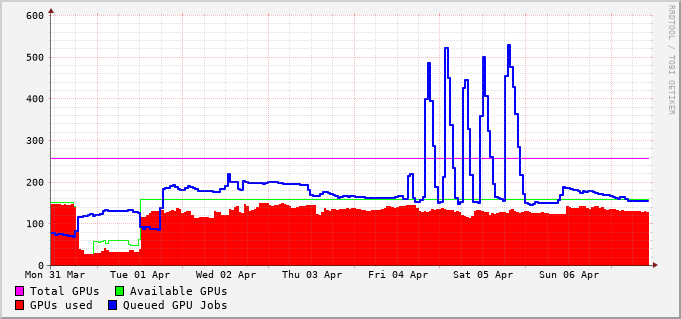 600
500
400
300
200
100
0
Mon 31 Mar Tue 01 Apr Wed 02 Apr Thu 03 Apr Fri 04 Apr Sat 05 Apr Sun 06 Apr
Total GPUs Available GPUs
GPUs used Queued GPU Jobs
RRDTOOL / TOBI OETIKER